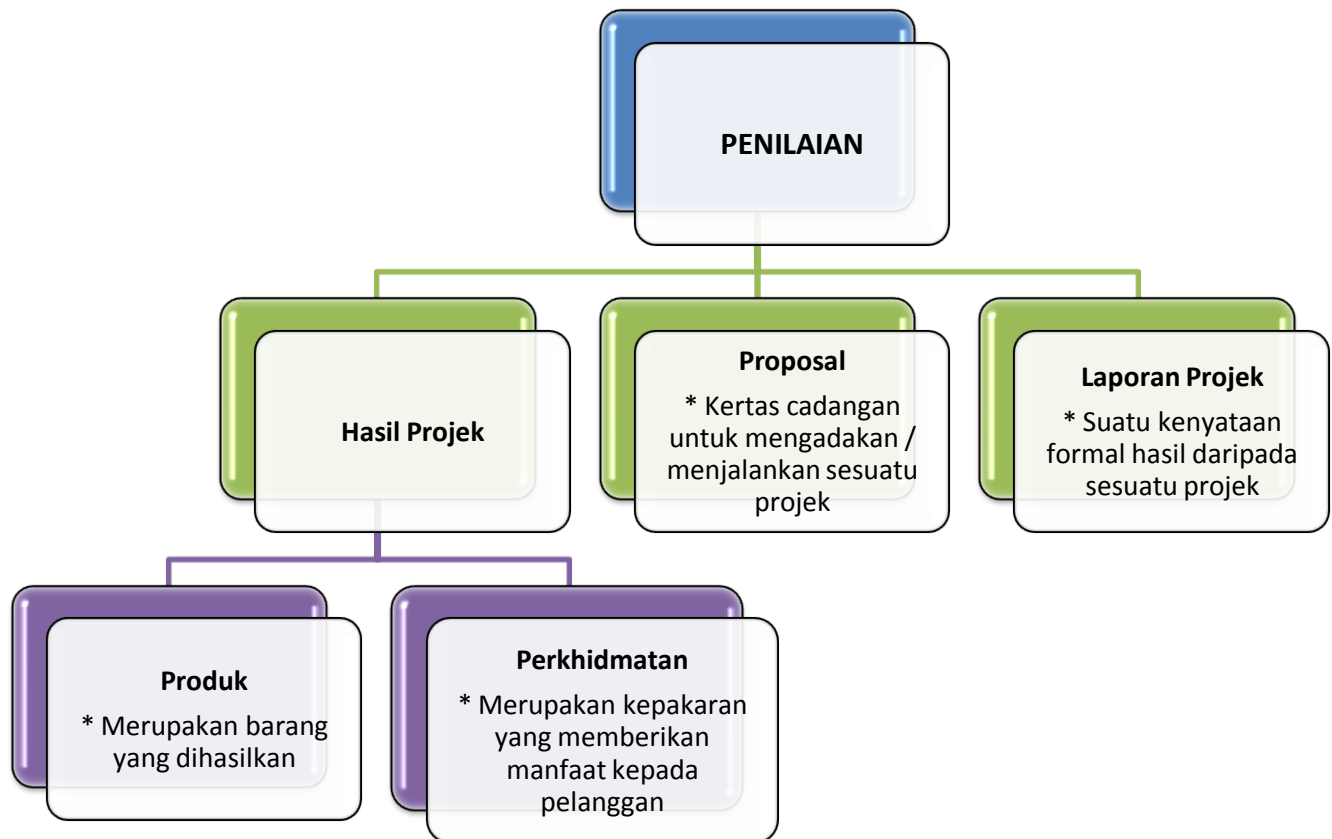 PENILAIAN
Hasil Projek
Proposal
* Kertas cadangan
untuk mengadakan /
menjalankan sesuatu
projek
Laporan Projek
* Suatu kenyataan
formal hasil daripada
sesuatu projek
Produk
* Merupakan barang
yang dihasilkan
Perkhidmatan
* Merupakan kepakaran
yang memberikan
manfaat kepada
pelanggan